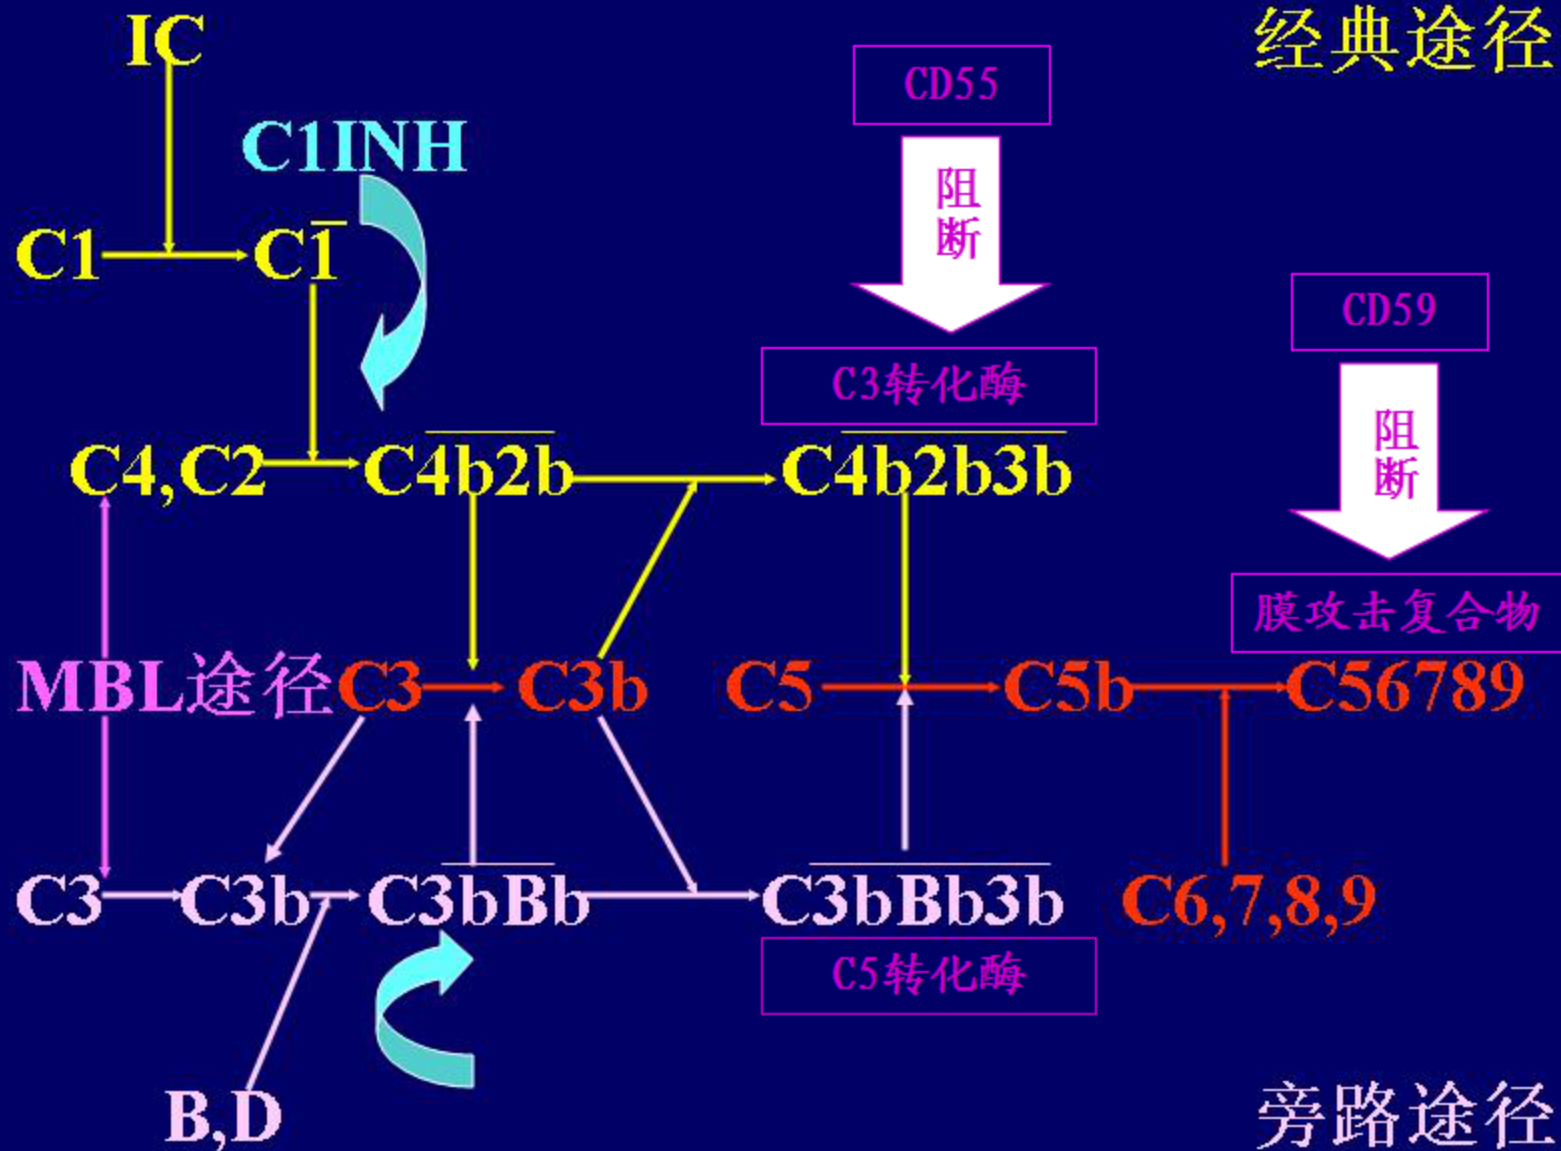 IC
经典途径
CD55
C1INH
阻断
C1
C1̅
CD59
C3转化酶
阻断
C4,C2
C4b2b
C4b2b3b
膜攻击复合物
MBL途径
C3
C3b
C5
C5b
C56789
C3
C3b
C3bBb
C3bBb3b
C6,7,8,9
C5转化酶
B,D
旁路途径